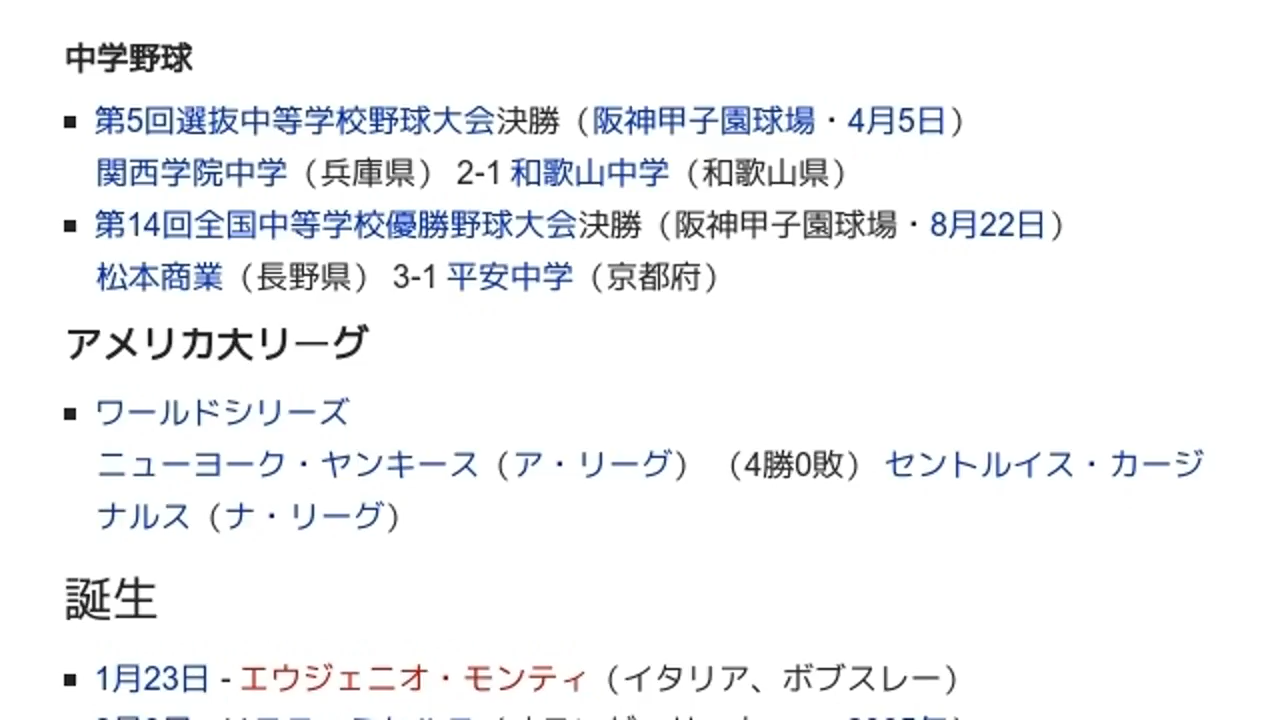 中学野球
第5回選抜中等学校野球大会決勝（阪神甲子園球場・4月5日）
関西学院中学（兵庫県） 2-1 和歌山中学（和歌山県）
第14回全国中等学校優勝野球大会決勝（阪神甲子園球場・8月22日）
松本商業（長野県） 3-1 平安中学（京都府）
アメリカ大リーグ
ワールドシリーズ
ニューヨーク・ヤンキース（ア・リーグ） （4勝0敗） セントルイス・カージ
ナルス（ナ・リーグ）
誕生
1月23日 - エウジェニオ・モンティ（イタリア、ボブスレー）